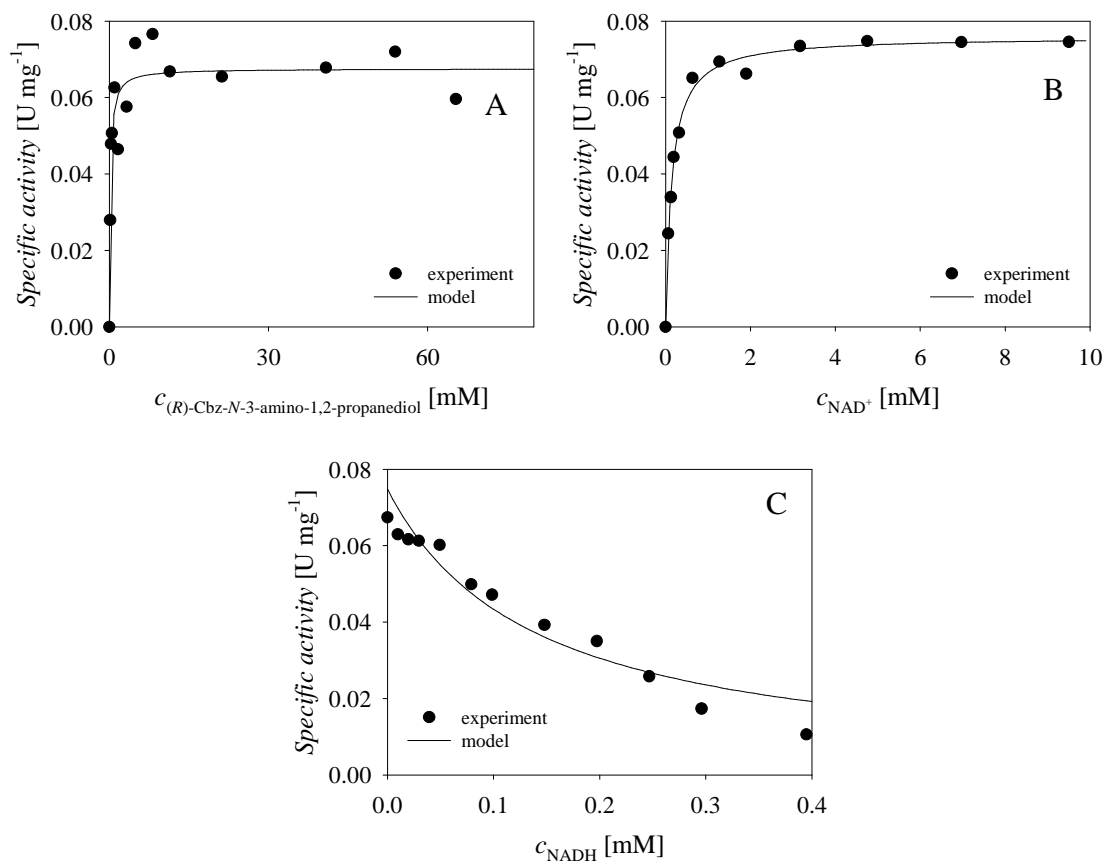 A
Specific activity [U mg⁻¹]
0.08
0.06
0.04
0.02
0.00
experiment
model
0 30 60
c(R)-Cbz-N-3-amino-1,2-propanediol [mM]
B
Specific activity [U mg⁻¹]
0.08
0.06
0.04
0.02
0.00
experiment
model
0 2 4 6 8 10
cNAD⁺ [mM]
C
Specific activity [U mg⁻¹]
0.08
0.06
0.04
0.02
0.00
experiment
model
0.0 0.1 0.2 0.3 0.4
cNADH [mM]